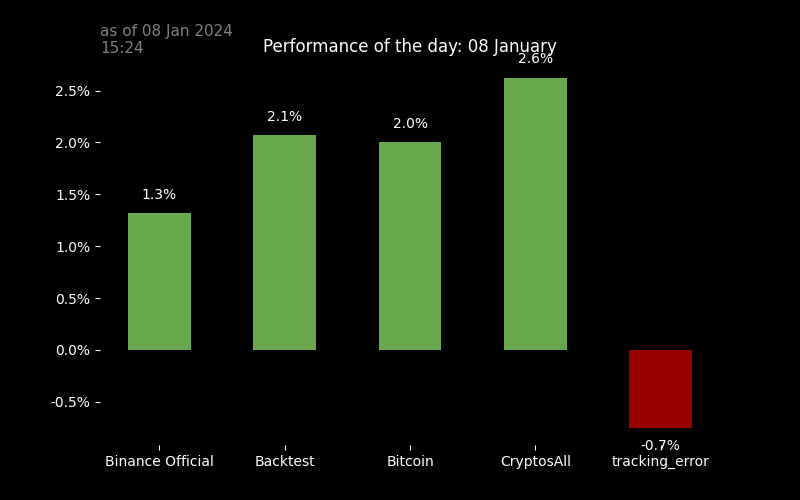 as of 08 Jan 2024
15:24
Performance of the day: 08 January
2.6%
2.5%
2.1%
2.0%
2.0%
1.3%
1.5%
1.0%
0.5%
0.0%
-0.5%
-0.7%
Binance Official
Backtest
Bitcoin
CryptosAll
tracking_error